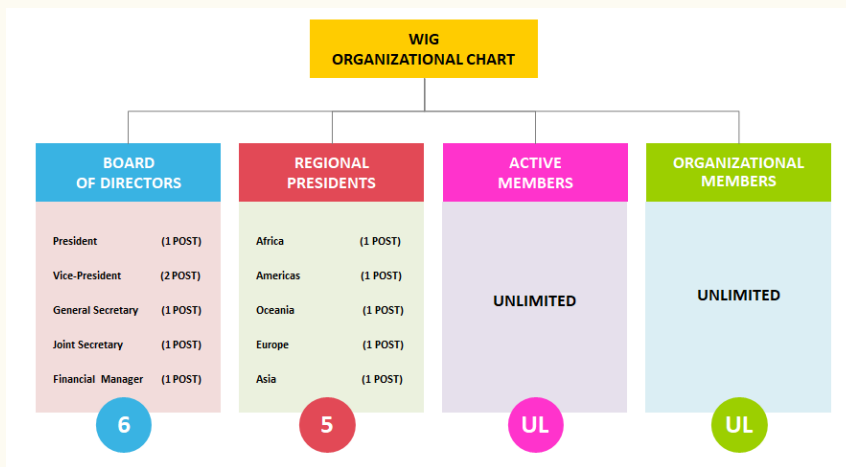 WIG
ORGANIZATIONAL CHART
BOARD
OF DIRECTORS
President (1 POST)
Vice-President (2 POST)
General Secretary (1 POST)
Joint Secretary (1 POST)
Financial Manager (1 POST)
6
REGIONAL
PRESIDENTS
Africa (1 POST)
Americas (1 POST)
Oceania (1 POST)
Europe (1 POST)
Asia (1 POST)
5
ACTIVE
MEMBERS
UNLIMITED
UL
ORGANIZATIONAL
MEMBERS
UNLIMITED
UL